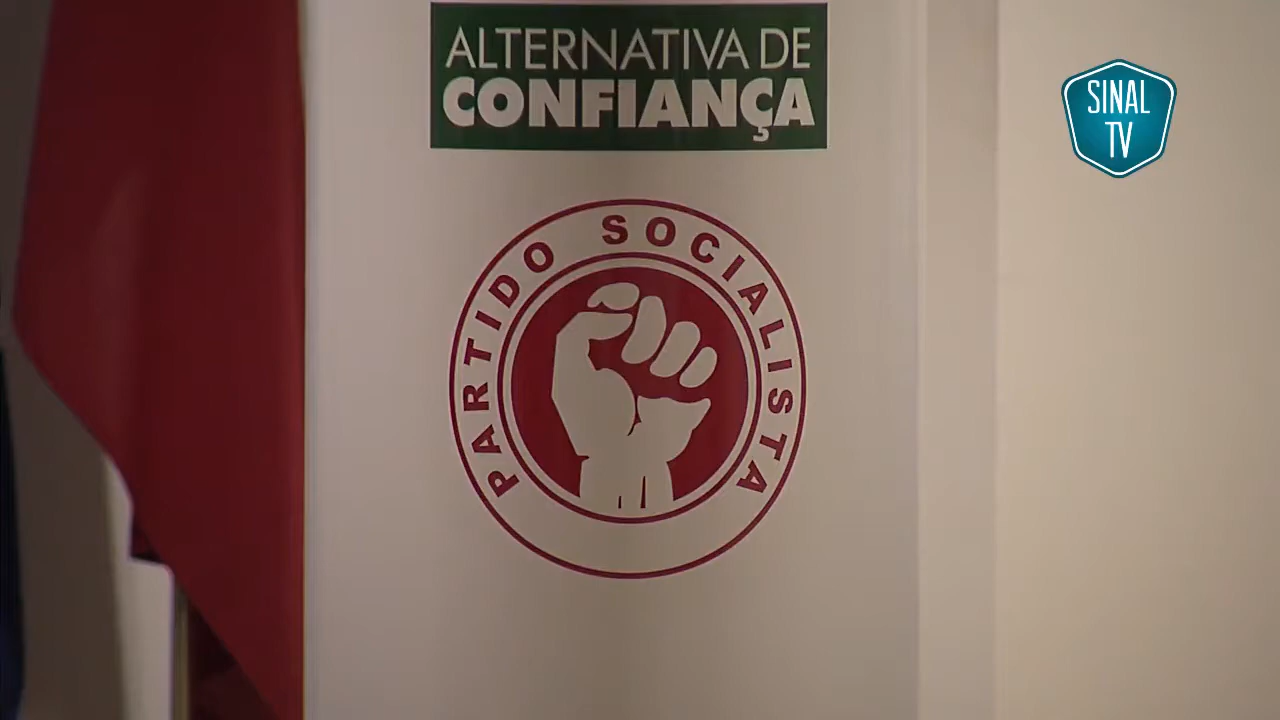 ALTERNATIVA DE
CONFIANÇA
SINAL
TV
PARTIDO SOCIALISTA